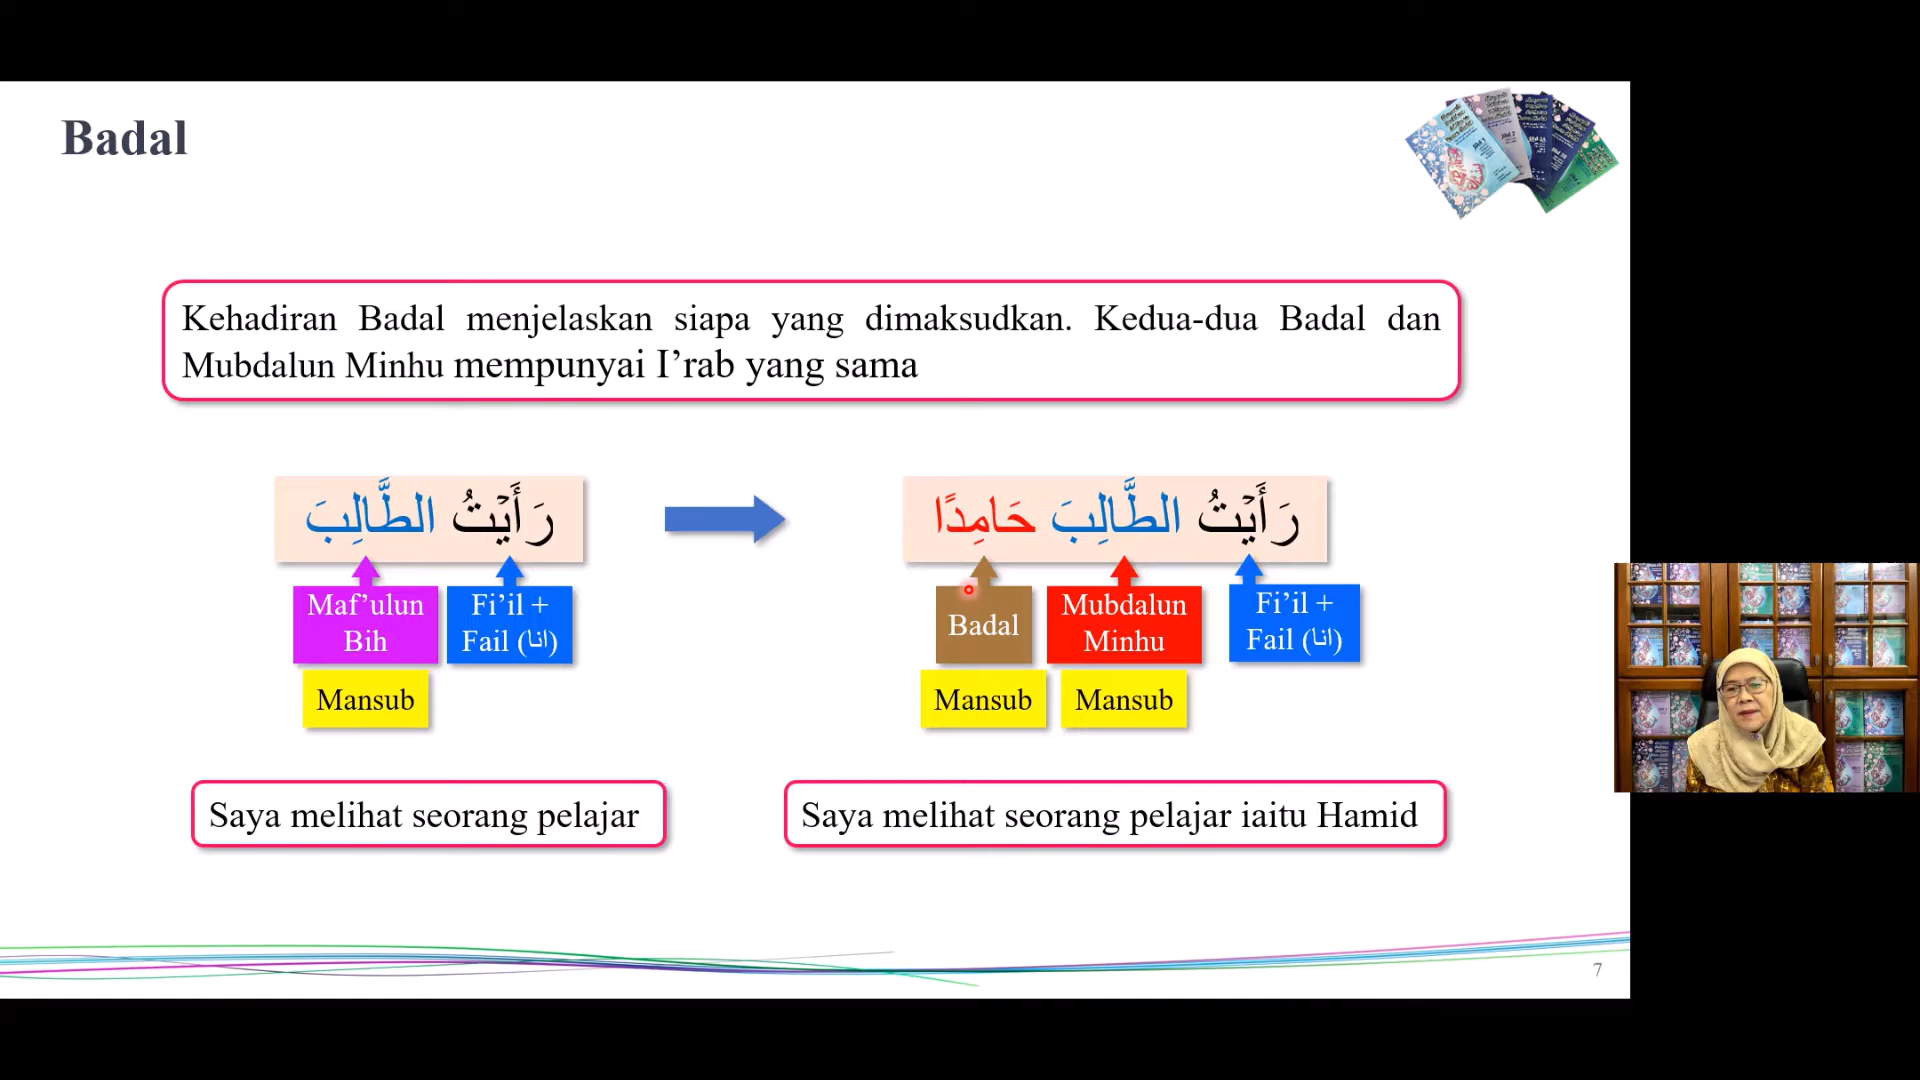 Badal
Kehadiran Badal menjelaskan siapa yang dimaksudkan. Kedua-dua Badal dan
Mubdalun Minhu mempunyai I’rab yang sama
رَأَيْتُ الطَّالِبَ
Maf’ulun
Bih
Fi’il +
Fail (انا)
Mansub
Saya melihat seorang pelajar
رَأَيْتُ الطَّالِبَ حَامِدًا
Badal
Mubdalun
Minhu
Fi’il +
Fail (انا)
Mansub
Mansub
Saya melihat seorang pelajar iaitu Hamid
7